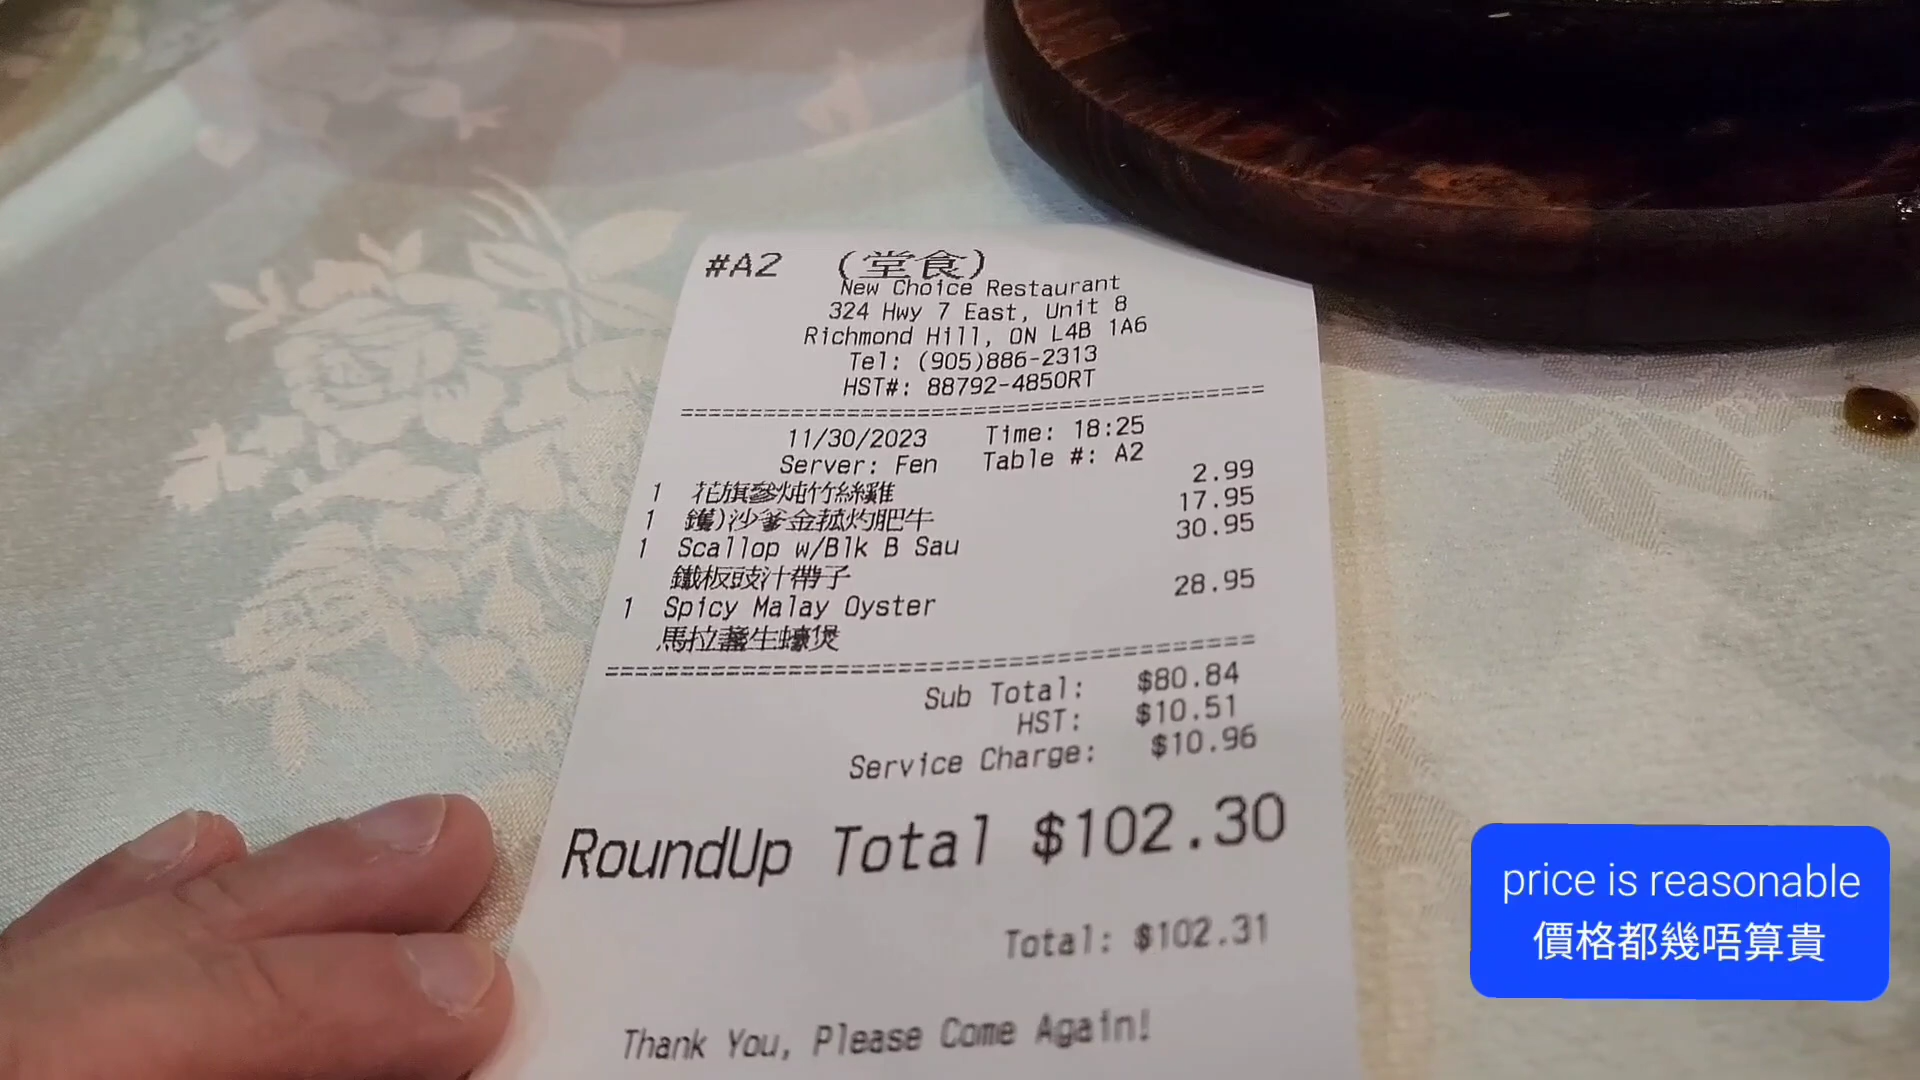 #A2 (堂食)
New Choice Restaurant
324 Hwy 7 East, Unit 8
Richmond Hill, ON L4B 1A6
Tel: (905)886-2313
HST#: 88792-4850RT
11/30/2023 Time: 18:25
Server: Fen Table #: A2
1 花旗參炖竹絲雞 2.99
1 鑊)沙爹金菇灼肥牛 17.95
1 Scallop w/Blk B Sau 30.95
鐵板豉汁帶子
1 Spicy Malay Oyster 28.95
馬拉盞生蠔煲
Sub Total: $80.84
HST: $10.51
Service Charge: $10.96
RoundUp Total $102.30
Total: $102.31
Thank You, Please Come Again!
price is reasonable
價格都幾唔算貴